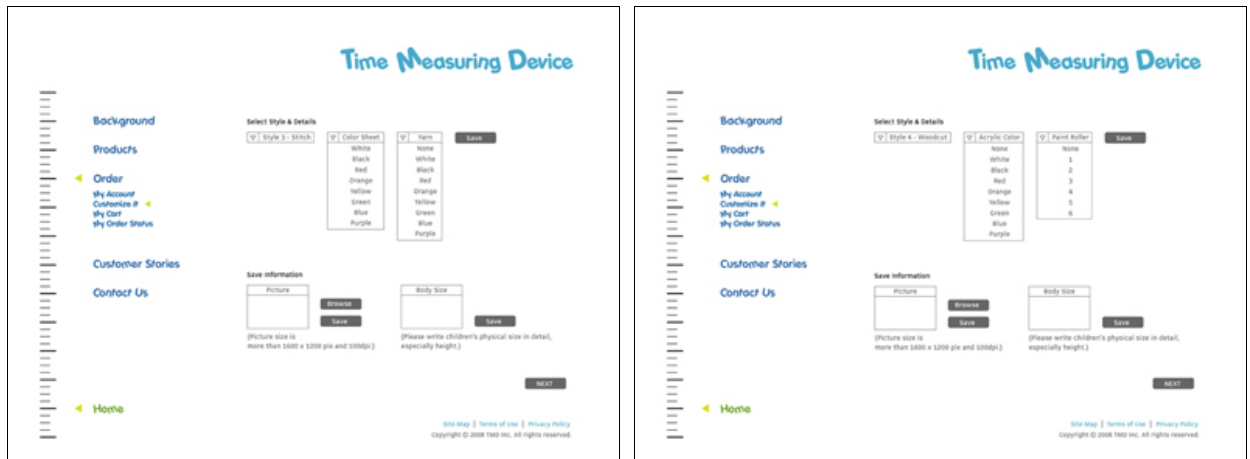 Time Measuring Device
Background
Products
Order
My Account
Customize it
My Cart
My Order Status
Customer Stories
Contact Us
Home
Select Style & Details
Style 3 - Stitch
Color Sheet
White
Black
Red
Orange
Yellow
Green
Blue
Purple
Yarn
None
White
Black
Red
Orange
Yellow
Green
Blue
Purple
Save
Save Information
Picture
Browse
Save
(Picture size is
more than 1600 x 1200 pix and 100dpi.)
Body Size
Save
(Please write children's physical size in detail,
especially height.)
NEXT
Site Map | Terms of Use | Privacy Policy
Copyright © 2008 TMD Inc. All rights reserved.
Time Measuring Device
Background
Products
Order
My Account
Customize it
My Cart
My Order Status
Customer Stories
Contact Us
Home
Select Style & Details
Style 4 - Woodcut
Acrylic Color
None
White
Black
Red
Orange
Yellow
Green
Blue
Purple
Paint Roller
None
1
2
3
4
5
6
Save
Save Information
Picture
Browse
Save
(Picture size is
more than 1600 x 1200 pix and 100dpi.)
Body Size
Save
(Please write children's physical size in detail,
especially height.)
NEXT
Site Map | Terms of Use | Privacy Policy
Copyright © 2008 TMD Inc. All rights reserved.